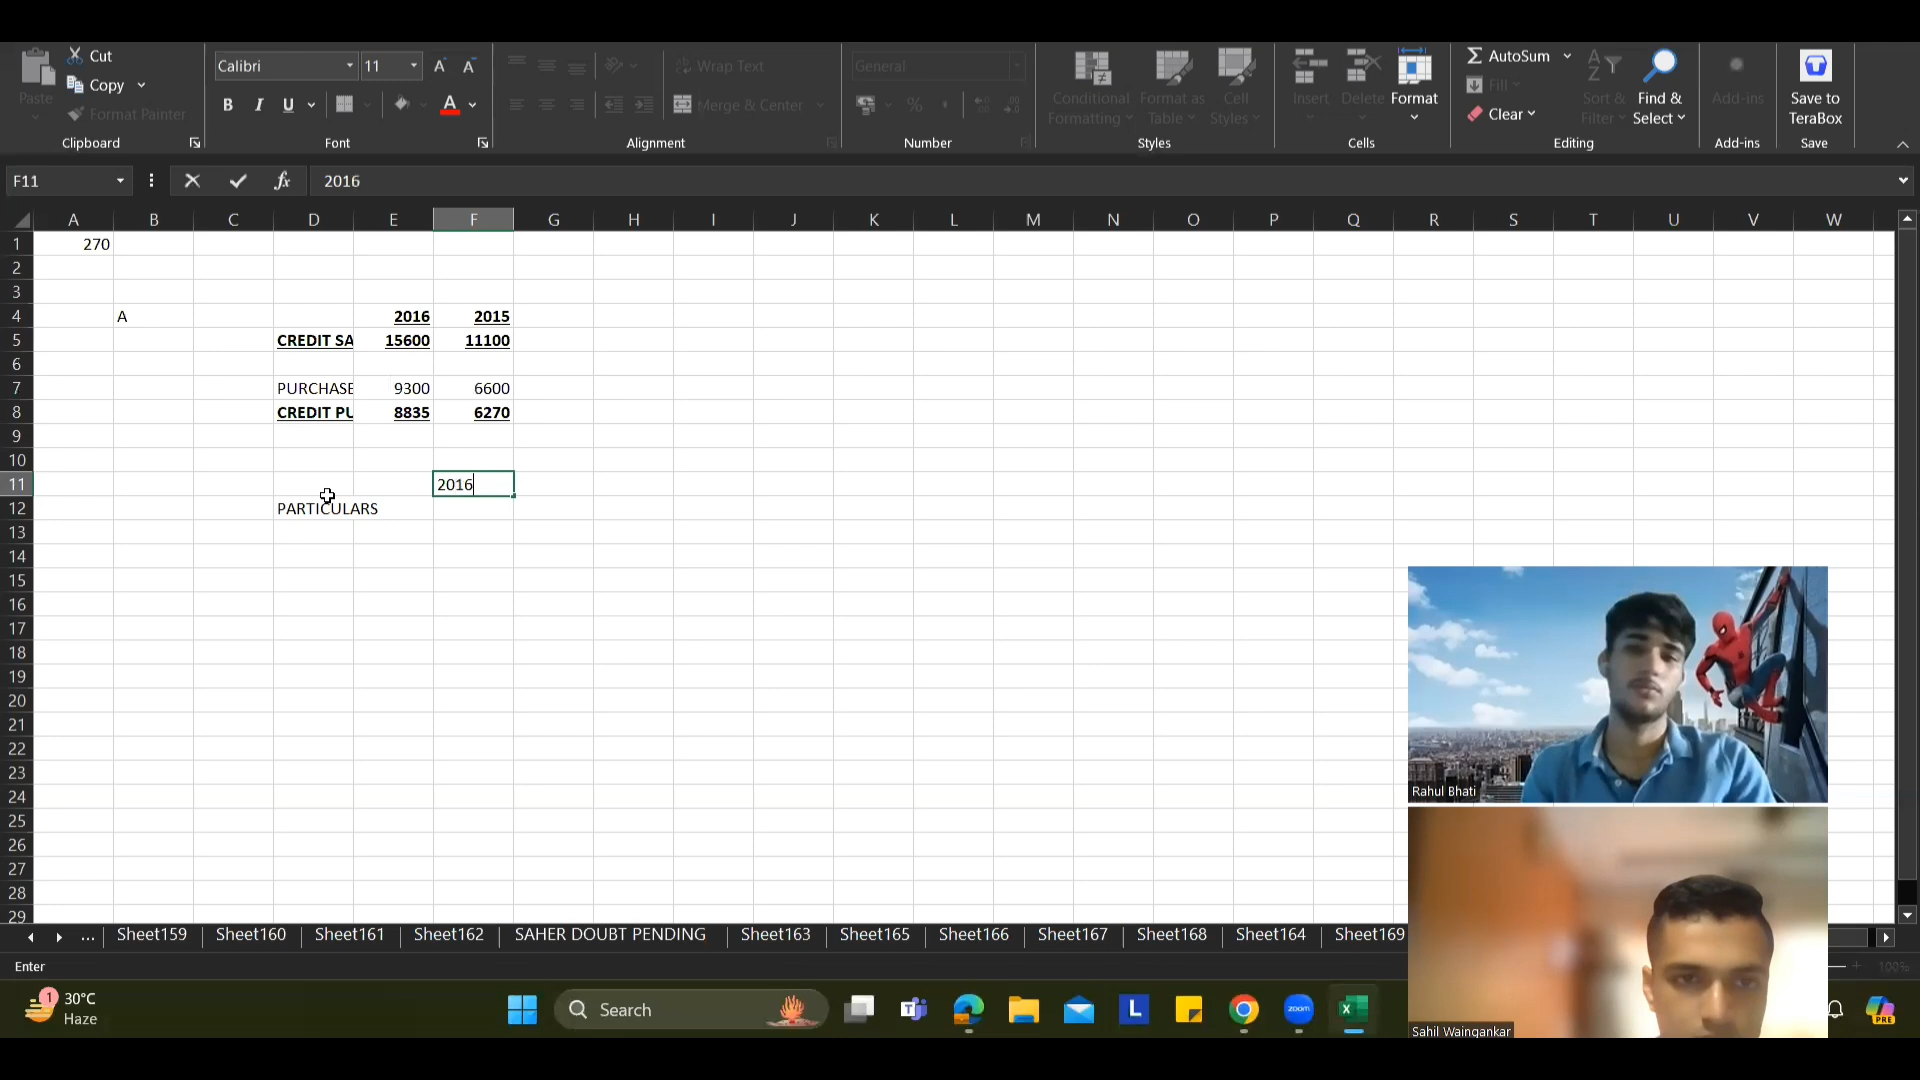 Cut
Copy
Paste
Format Painter
Clipboard
Calibri
11
B I U
Font
Wrap Text
Merge & Center
Alignment
General
%
Number
Conditional Formatting
Format as Table
Cell Styles
Styles
Insert
Delete
Format
Cells
AutoSum
Fill
Clear
Sort & Filter
Find & Select
Editing
Add-ins
Add-ins
Save to TeraBox
Save
F11
fx
2016
A B C D E F G H I J K L M N O P Q R S T U V W
1 270
2
3
4 A 2016 2015
5 CREDIT SA 15600 11100
6
7 PURCHASE 9300 6600
8 CREDIT PU 8835 6270
9
10
11 2016
12 PARTICULARS
13
14
15
16
17
18
19
20
21
22
23
24
25
26
27
28
29
Rahul Bhati
Sahil Waingankar
... Sheet159 Sheet160 Sheet161 Sheet162 SAHER DOUBT PENDING Sheet163 Sheet165 Sheet166 Sheet167 Sheet168 Sheet164 Sheet169
Enter
100%
1
30°C
Haze
Search
L
zoom
PRE